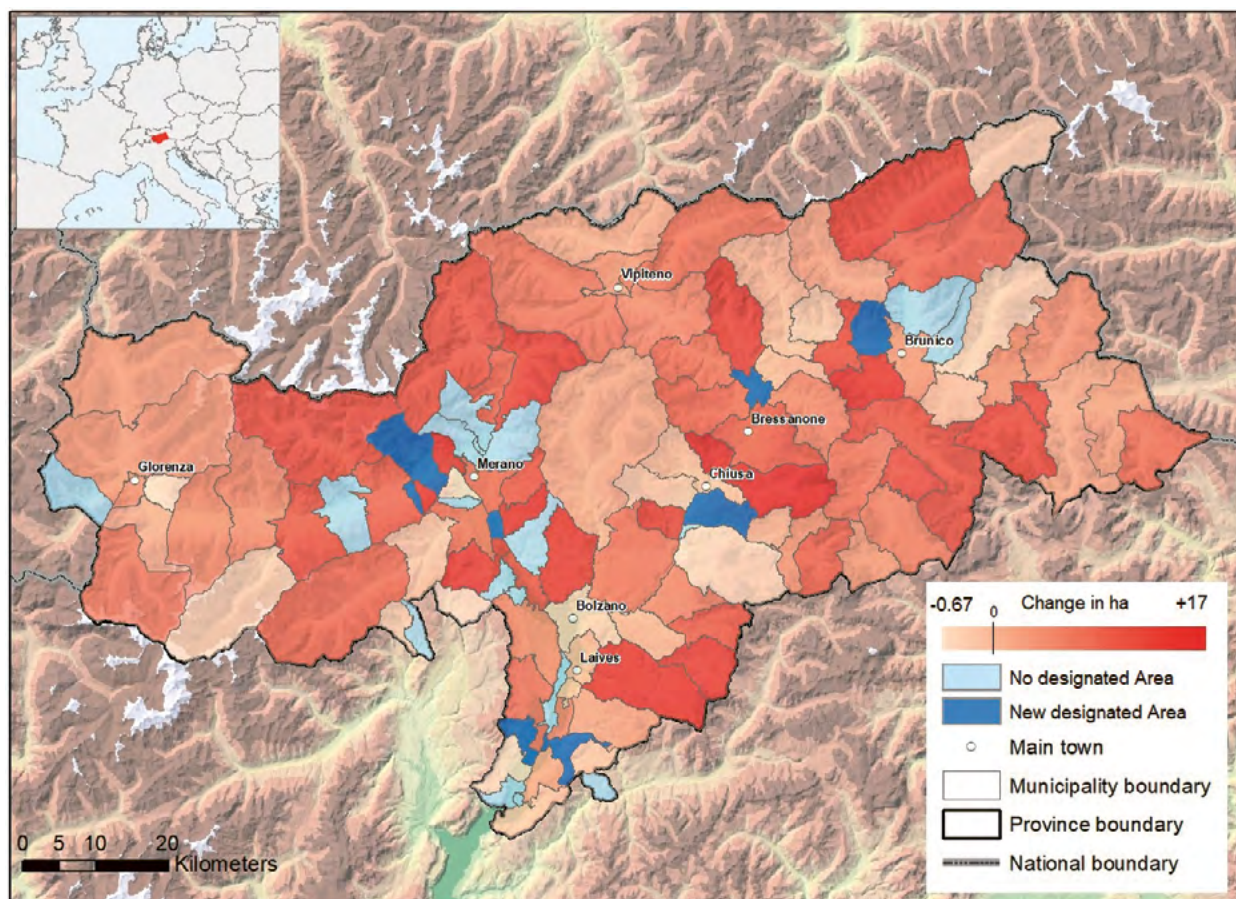 Vipiteno
Brunico
Bressanone
Glorenza
Merano
Chiusa
Bolzano
Laives
-0.67 0 Change in ha +17
No designated Area
New designated Area
Main town
Municipality boundary
Province boundary
National boundary
0 5 10 20
Kilometers